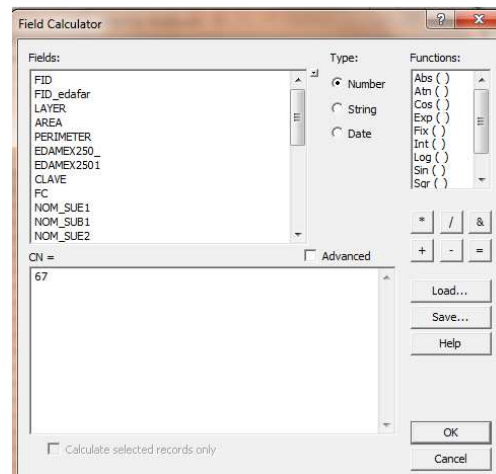 Field Calculator
Fields:
FID
FID_edafar
LAYER
AREA
PERIMETER
EDAMEX250_
EDAMEX2501
CLAVE
FC
NOM_SUE1
NOM_SUB1
NOM_SUE2
Type:
Number
String
Date
Functions:
Abs ( )
Atn ( )
Cos ( )
Exp ( )
Fix ( )
Int ( )
Log ( )
Sin ( )
Sqr ( )
* / &
+ - =
CN =
Advanced
67
Load...
Save...
Help
Calculate selected records only
OK
Cancel